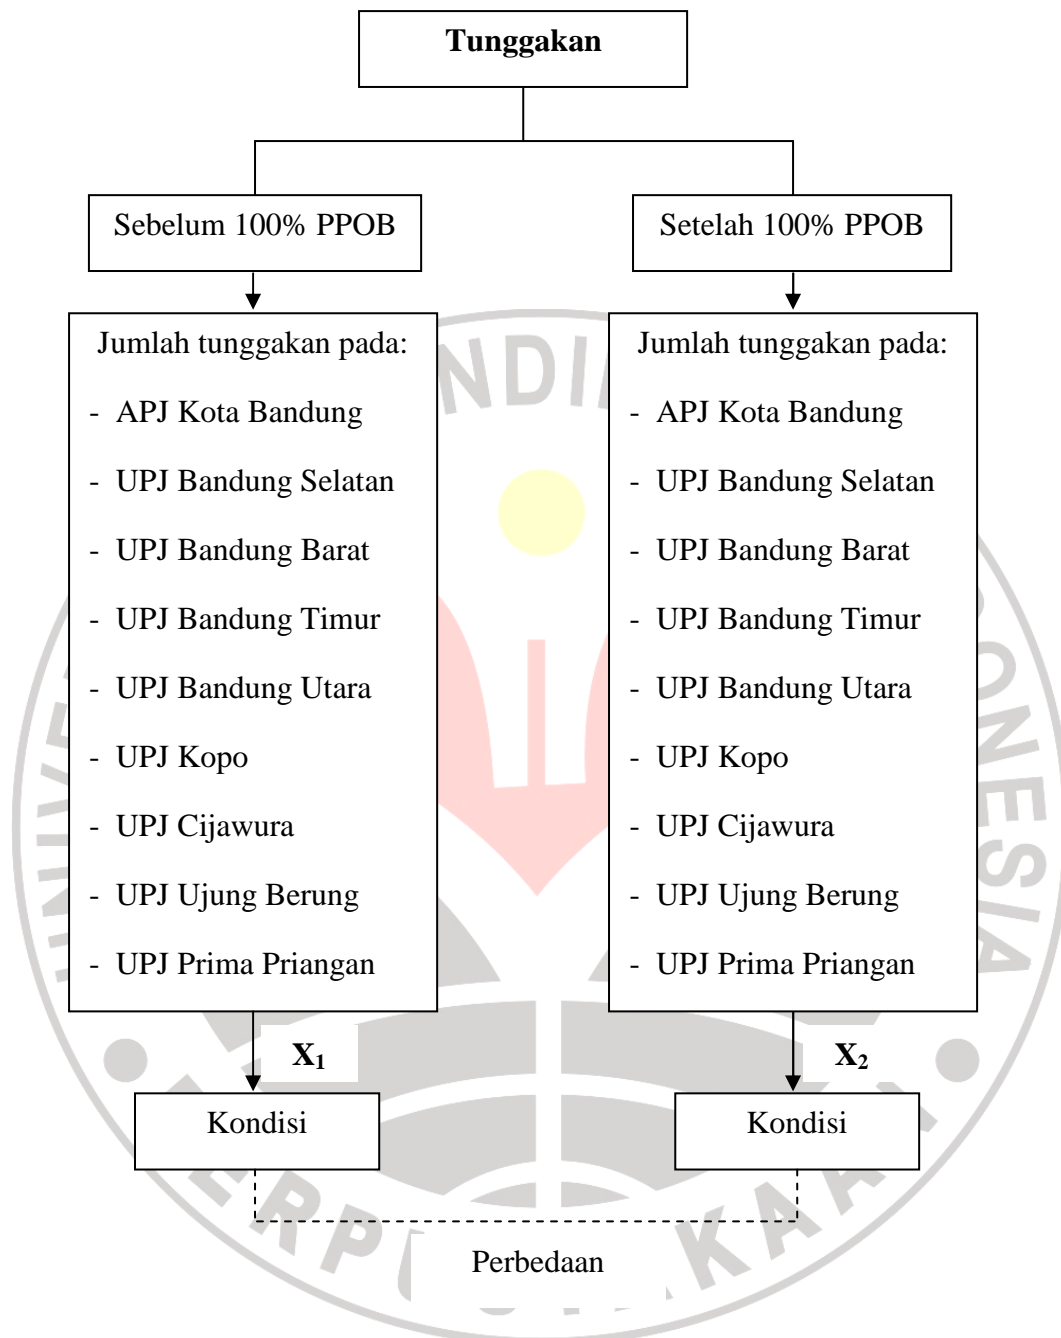 Tunggakan
Sebelum 100% PPOB
Setelah 100% PPOB
Jumlah tunggakan pada:
- APJ Kota Bandung
- UPJ Bandung Selatan
- UPJ Bandung Barat
- UPJ Bandung Timur
- UPJ Bandung Utara
- UPJ Kopo
- UPJ Cijawura
- UPJ Ujung Berung
- UPJ Prima Priangan
Jumlah tunggakan pada:
- APJ Kota Bandung
- UPJ Bandung Selatan
- UPJ Bandung Barat
- UPJ Bandung Timur
- UPJ Bandung Utara
- UPJ Kopo
- UPJ Cijawura
- UPJ Ujung Berung
- UPJ Prima Priangan
X₁
X₂
Kondisi
Kondisi
Perbedaan